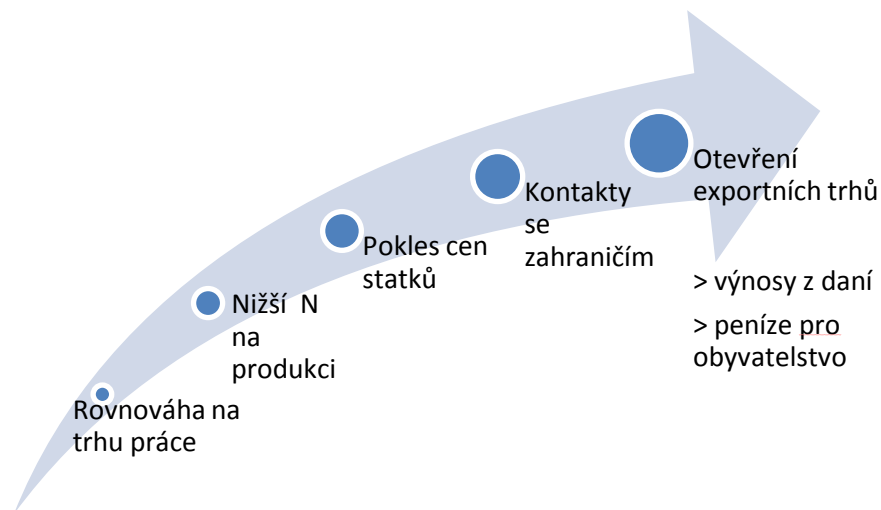 Rovnováha na
trhu práce
Nižší  N
na
produkci
Pokles cen
statků
Kontakty
se
zahraničím
Otevření
exportních trhů
> výnosy z daní
> peníze pro
obyvatelstvo